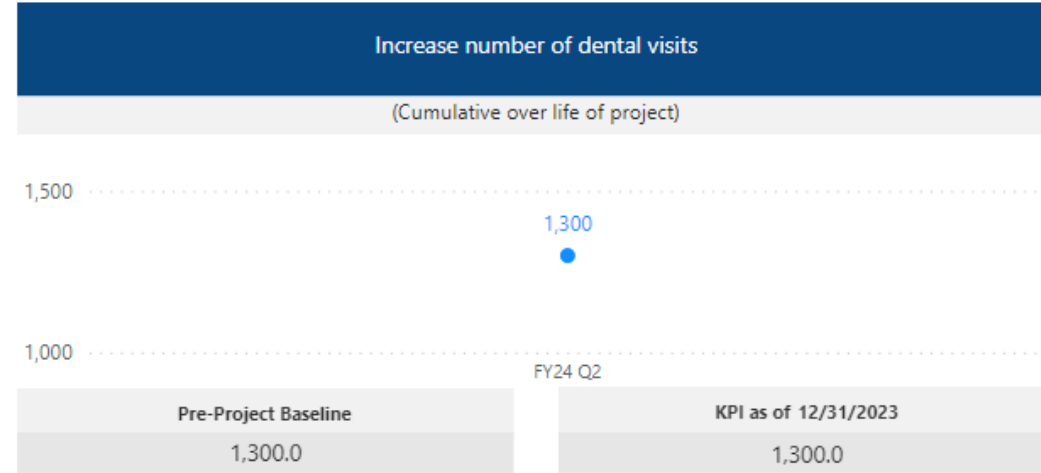 Increase number of dental visits
(Cumulative over life of project)
1,500
1,300
1,000
FY24 Q2
Pre-Project Baseline
KPI as of 12/31/2023
1,300.0
1,300.0